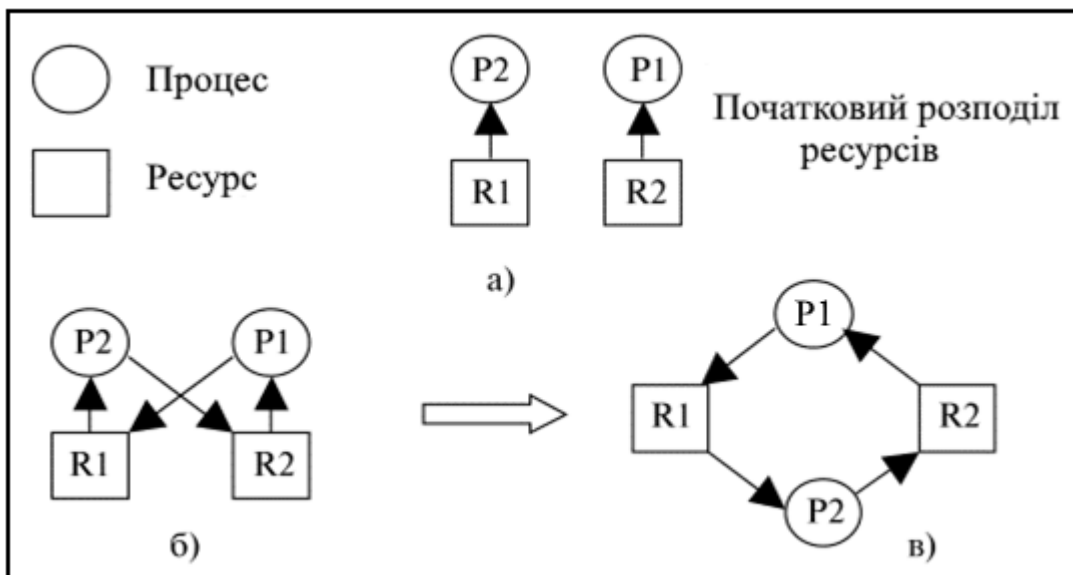 Процес
Ресурс
P2
P1
R1
R2
Початковий розподіл
ресурсів
а)
P2
P1
R1
R2
б)
P1
R1
R2
P2
в)